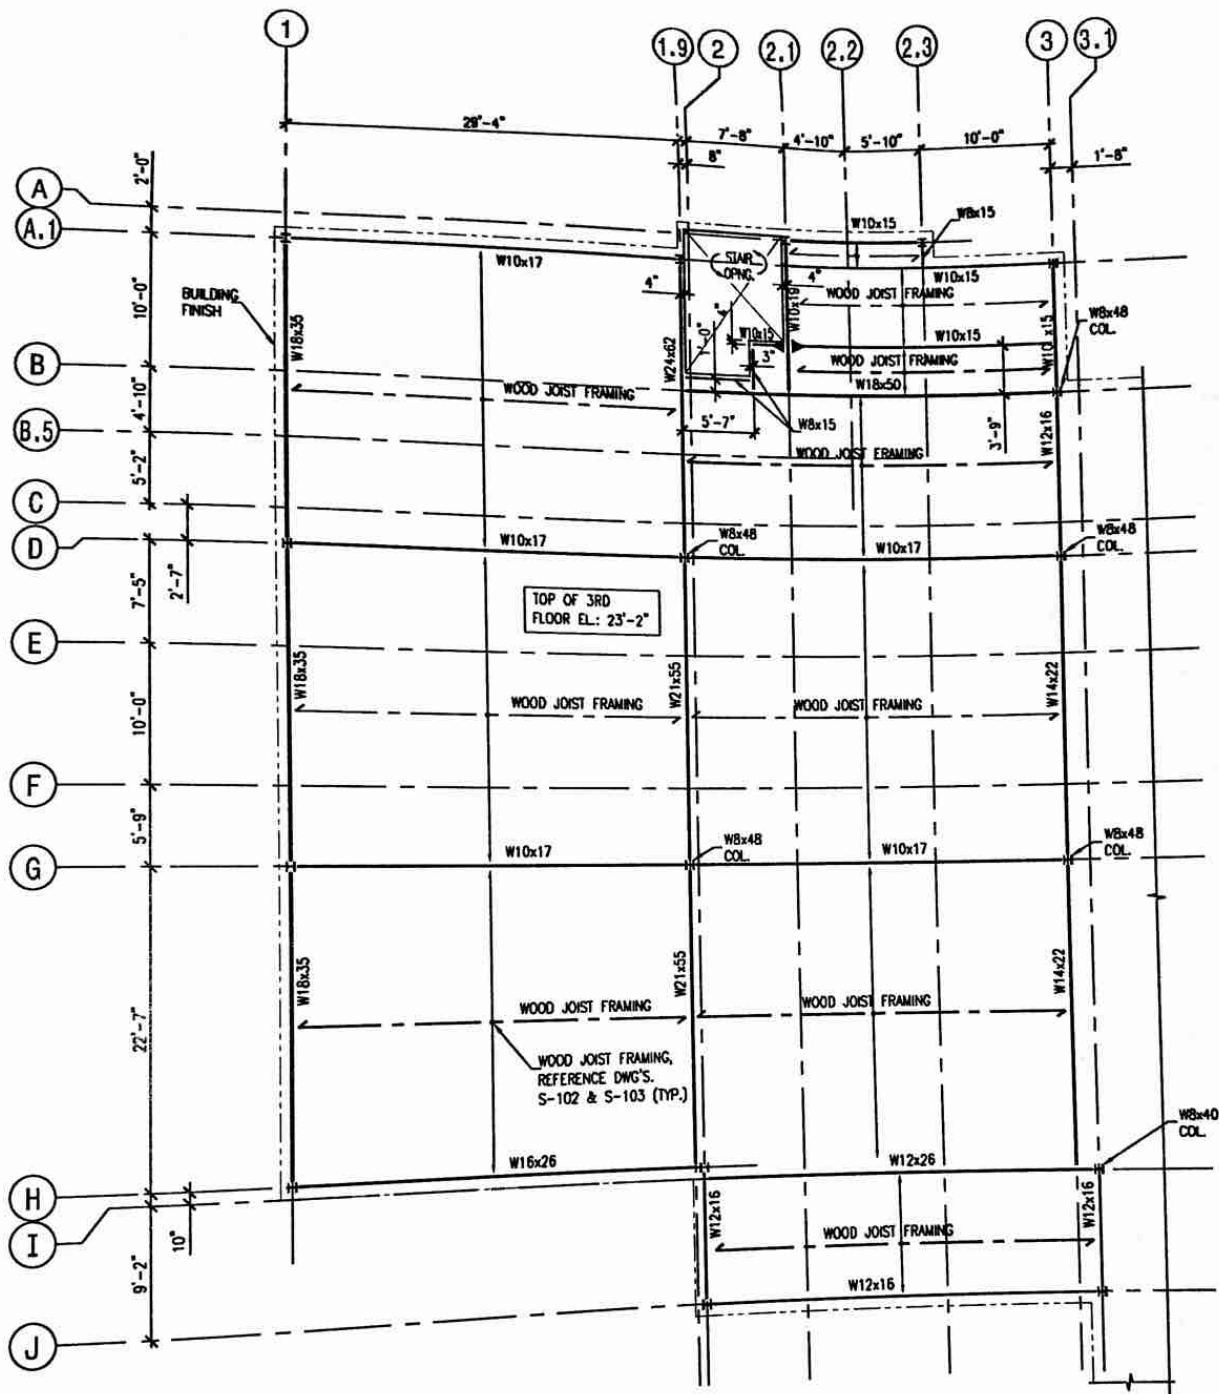 1
1.9
2
2.1
2.2
2.3
3
3.1
29'-4"
7'-8"
4'-10"
5'-10"
10'-0"
8"
1'-8"
2'-0"
A
A.1
W10x15
W8x15
STAIR
OPNG.
W10x17
W10x15
4"
4"
WOOD JOIST FRAMING
BUILDING
FINISH
10'-0"
W18x35
W10x19
W8x48
COL.
4"
1'-0"
W10x15
W10x15
W10x15
W24x62
3"
WOOD JOIST FRAMING
B
WOOD JOIST FRAMING
W18x50
4'-10"
5'-7"
W8x15
3'-9"
W12x16
B.5
WOOD JOIST ERAMING
5'-2"
C
D
W10x17
W8x48
COL.
W10x17
W8x48
COL.
7'-5"
2'-7"
TOP OF 3RD
FLOOR EL.: 23'-2"
E
W18x35
W21x55
W14x22
10'-0"
WOOD JOIST FRAMING
WOOD JOIST FRAMING
F
5'-9"
W10x17
W8x48
COL.
W10x17
W8x48
COL.
G
W18x35
W21x55
W14x22
WOOD JOIST FRAMING
WOOD JOIST FRAMING
22'-7"
WOOD JOIST FRAMING,
REFERENCE DWG'S.
S-102 & S-103 (TYP.)
W8x40
COL.
W16x26
W12x26
H
I
10"
W12x16
W12x16
WOOD JOIST FRAMING
9'-2"
W12x16
J